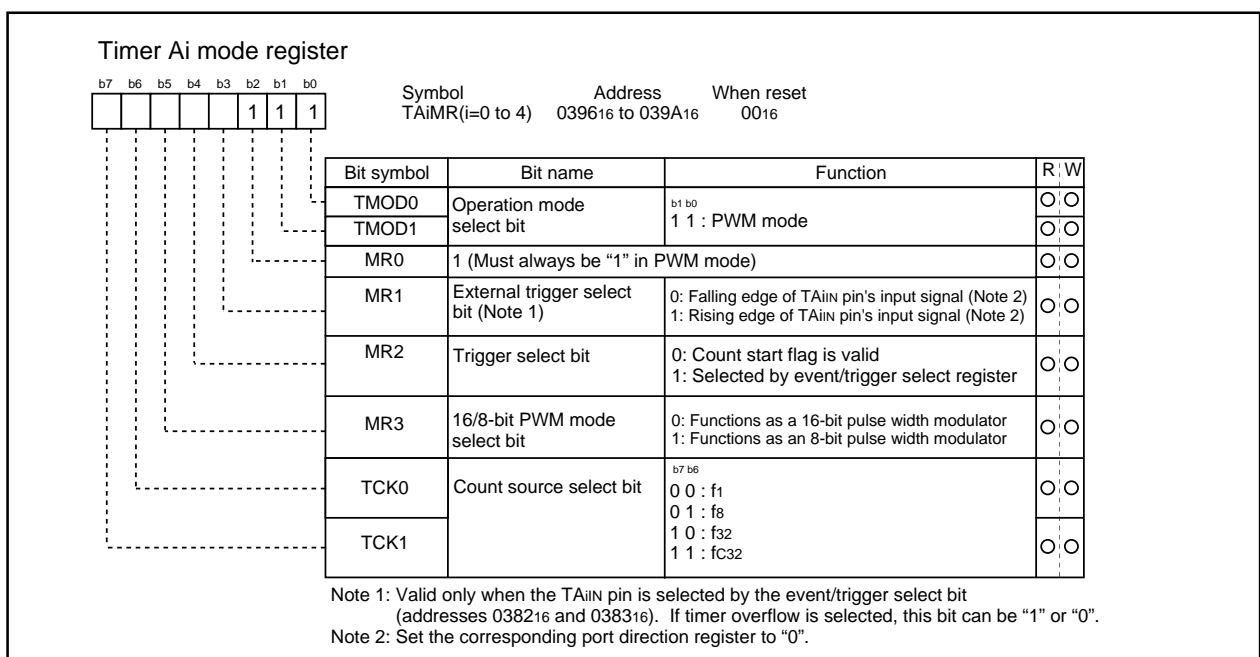 Timer Ai mode register
b7 b6 b5 b4 b3 b2 b1 b0
1 1 1
Symbol Address When reset
TAiMR(i=0 to 4) 039616 to 039A16 0016
Bit symbol Bit name Function R W
TMOD0 Operation mode select bit b1 b0
TMOD1 1 1 : PWM mode
MR0 1 (Must always be “1” in PWM mode)
MR1 External trigger select bit (Note 1) 0: Falling edge of TAiIN pin's input signal (Note 2)
1: Rising edge of TAiIN pin's input signal (Note 2)
MR2 Trigger select bit 0: Count start flag is valid
1: Selected by event/trigger select register
MR3 16/8-bit PWM mode select bit 0: Functions as a 16-bit pulse width modulator
1: Functions as an 8-bit pulse width modulator
b7 b6
TCK0 Count source select bit 0 0 : f1
0 1 : f8
TCK1 1 0 : f32
1 1 : fC32
Note 1: Valid only when the TAiIN pin is selected by the event/trigger select bit
(addresses 038216 and 038316). If timer overflow is selected, this bit can be “1” or “0”.
Note 2: Set the corresponding port direction register to “0”.